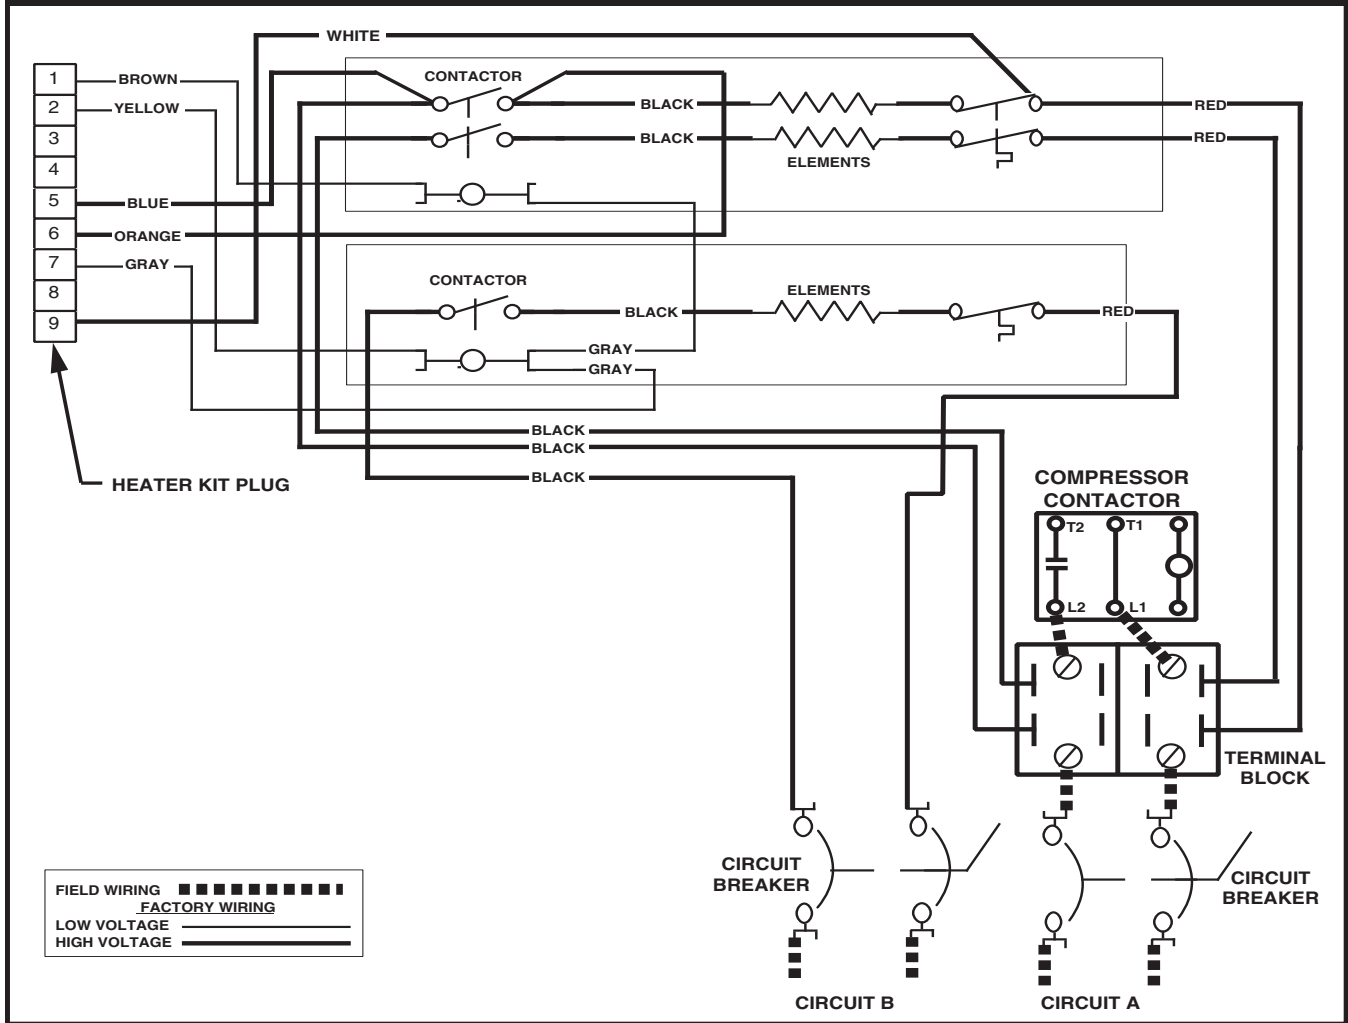 WHITE
1
BROWN
CONTACTOR
2
YELLOW
BLACK
RED
3
BLACK
RED
ELEMENTS
4
5
BLUE
6
ORANGE
7
GRAY
CONTACTOR
ELEMENTS
8
9
BLACK
RED
GRAY
GRAY
BLACK
BLACK
BLACK
HEATER KIT PLUG
COMPRESSOR
CONTACTOR
T2
T1
L2
L1
TERMINAL
BLOCK
CIRCUIT
BREAKER
CIRCUIT
BREAKER
FIELD WIRING
FACTORY WIRING
LOW VOLTAGE
HIGH VOLTAGE
CIRCUIT B
CIRCUIT A